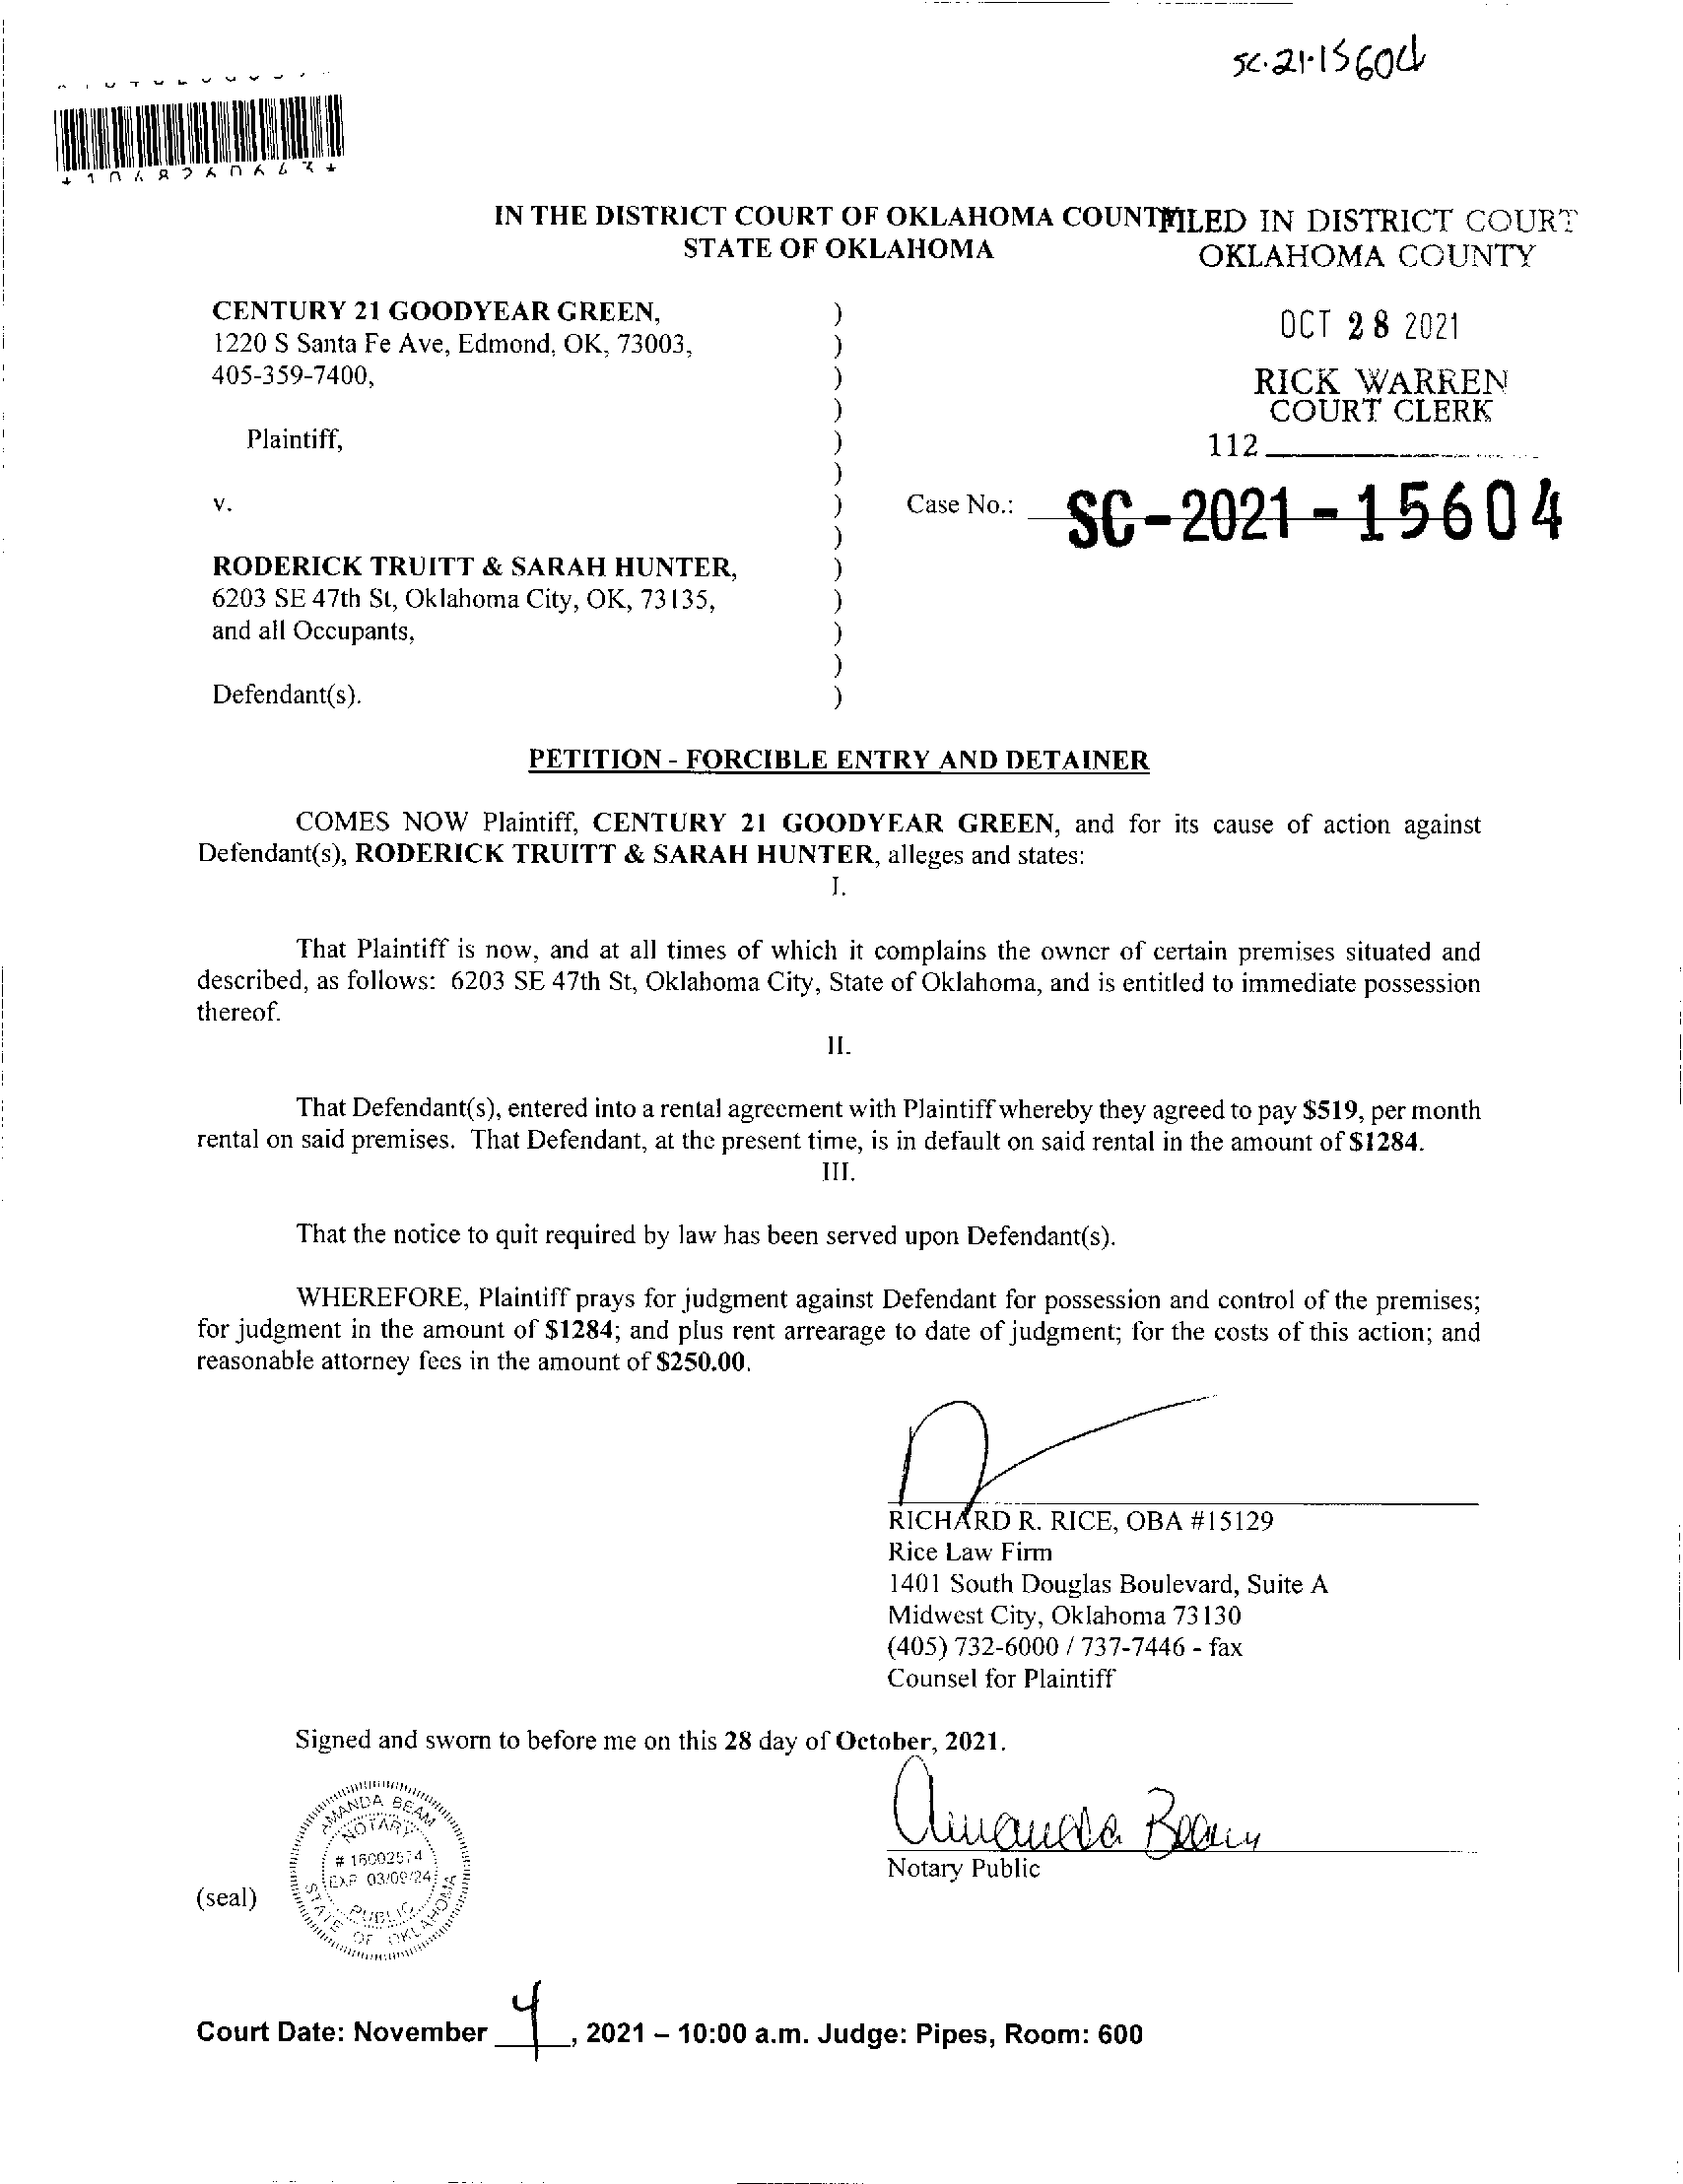 SC-21-15604
IN THE DISTRICT COURT OF OKLAHOMA COUNTY
FILED IN DISTRICT COURT
STATE OF OKLAHOMA
OKLAHOMA COUNTY
CENTURY 21 GOODYEAR GREEN, )
1220 S Santa Fe Ave, Edmond, OK, 73003, )
405-359-7400, )
)
Plaintiff, )
)
OCT 28 2021
RICK WARREN
COURT CLERK
112
v. ) Case No.: SC-2021-15604
)
RODERICK TRUITT & SARAH HUNTER, )
6203 SE 47th St, Oklahoma City, OK, 73135, )
and all Occupants, )
)
Defendant(s). )
PETITION - FORCIBLE ENTRY AND DETAINER
COMES NOW Plaintiff, CENTURY 21 GOODYEAR GREEN, and for its cause of action against
Defendant(s), RODERICK TRUITT & SARAH HUNTER, alleges and states:
I.
That Plaintiff is now, and at all times of which it complains the owner of certain premises situated and
described, as follows: 6203 SE 47th St, Oklahoma City, State of Oklahoma, and is entitled to immediate possession
thereof.
II.
That Defendant(s), entered into a rental agreement with Plaintiff whereby they agreed to pay $519, per month
rental on said premises. That Defendant, at the present time, is in default on said rental in the amount of $1284.
III.
That the notice to quit required by law has been served upon Defendant(s).
WHEREFORE, Plaintiff prays for judgment against Defendant for possession and control of the premises;
for judgment in the amount of $1284; and plus rent arrearage to date of judgment; for the costs of this action; and
reasonable attorney fees in the amount of $250.00.
RICHARD R. RICE, OBA #15129
Rice Law Firm
1401 South Douglas Boulevard, Suite A
Midwest City, Oklahoma 73130
(405) 732-6000 / 737-7446 - fax
Counsel for Plaintiff
Signed and sworn to before me on this 28 day of October, 2021.
Amanda Beam
Notary Public
(seal)
AMANDA BEAM
NOTARY
# 16002574
EXP. 03/09/24
PUBLIC
STATE OF OKLAHOMA
Court Date: November 4, 2021 – 10:00 a.m. Judge: Pipes, Room: 600